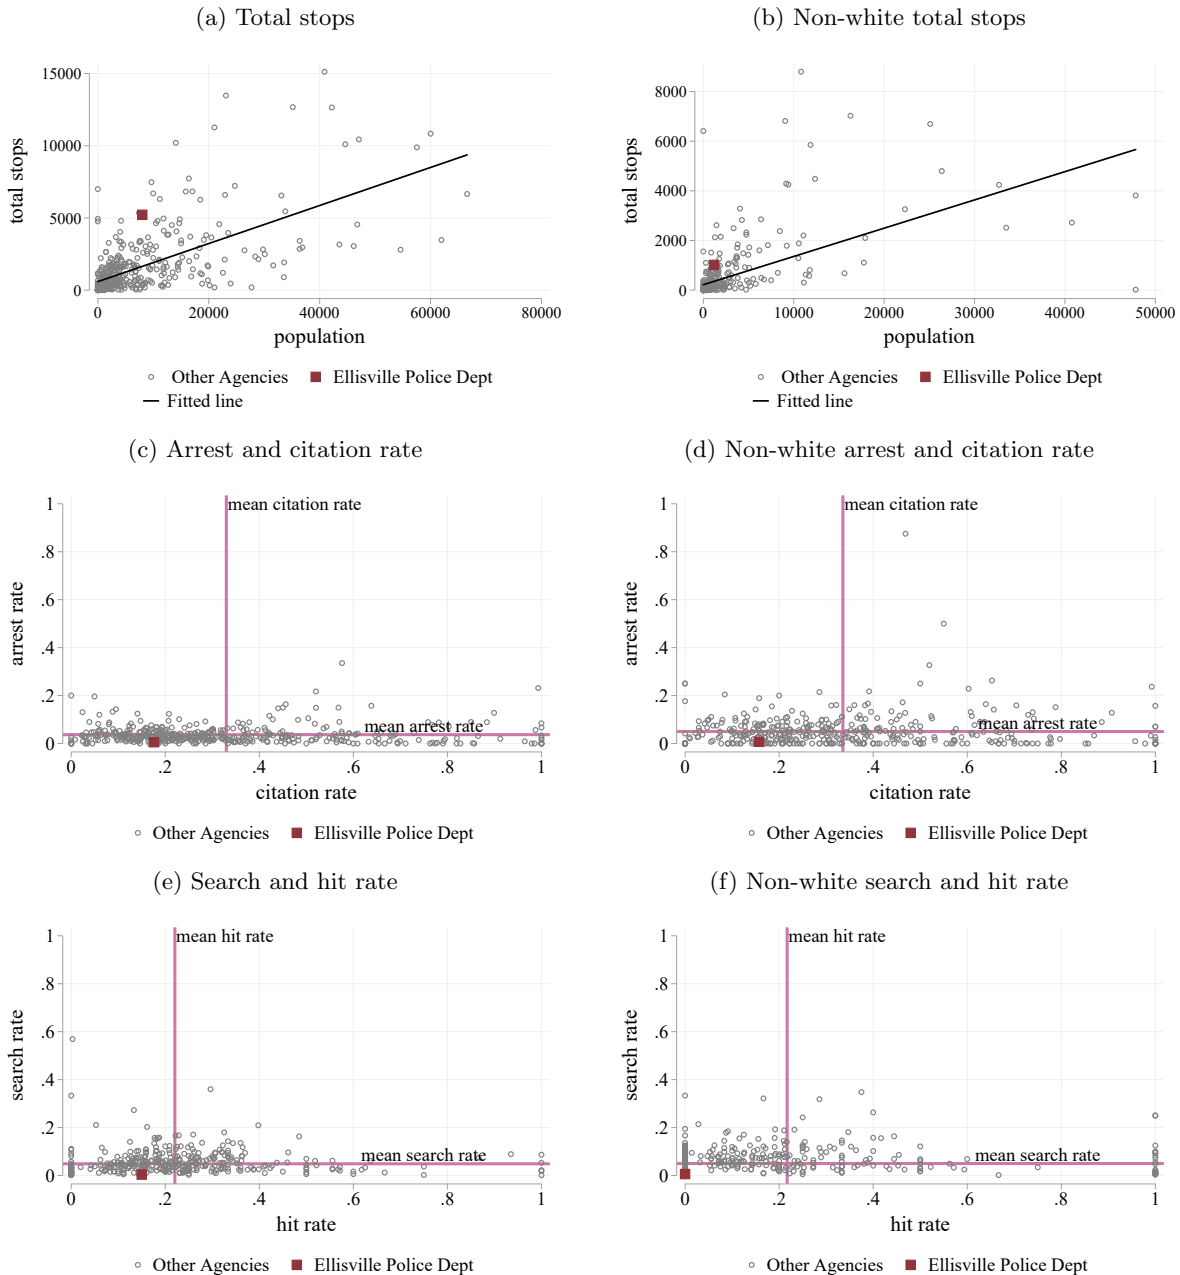 (a) Total stops
(b) Non-white total stops
total stops
15000
10000
5000
0
0 20000 40000 60000 80000
population
Other Agencies Ellisville Police Dept
Fitted line
total stops
8000
6000
4000
2000
0
0 10000 20000 30000 40000 50000
population
Other Agencies Ellisville Police Dept
Fitted line
(c) Arrest and citation rate
(d) Non-white arrest and citation rate
arrest rate
1
.8
.6
.4
.2
0
mean citation rate
mean arrest rate
0 .2 .4 .6 .8 1
citation rate
Other Agencies Ellisville Police Dept
arrest rate
1
.8
.6
.4
.2
0
mean citation rate
mean arrest rate
0 .2 .4 .6 .8 1
citation rate
Other Agencies Ellisville Police Dept
(e) Search and hit rate
(f) Non-white search and hit rate
search rate
1
.8
.6
.4
.2
0
mean hit rate
mean search rate
0 .2 .4 .6 .8 1
hit rate
Other Agencies Ellisville Police Dept
search rate
1
.8
.6
.4
.2
0
mean hit rate
mean search rate
0 .2 .4 .6 .8 1
hit rate
Other Agencies Ellisville Police Dept